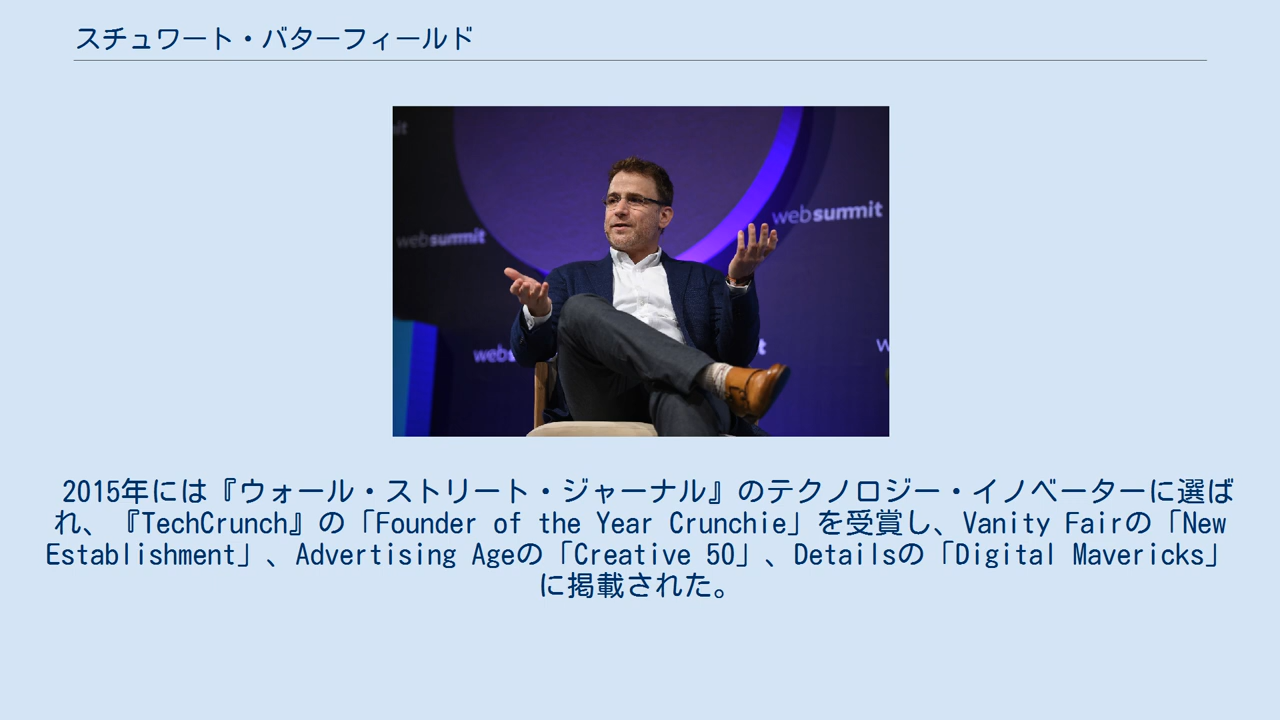 スチュワート・バターフィールド
it
websummit
websummit
2015年には『ウォール・ストリート・ジャーナル』のテクノロジー・イノベーターに選ば
れ、『TechCrunch』の「Founder of the Year Crunchie」を受賞し、Vanity Fairの「New
Establishment」、Advertising Ageの「Creative 50」、Detailsの「Digital Mavericks」
に掲載された。